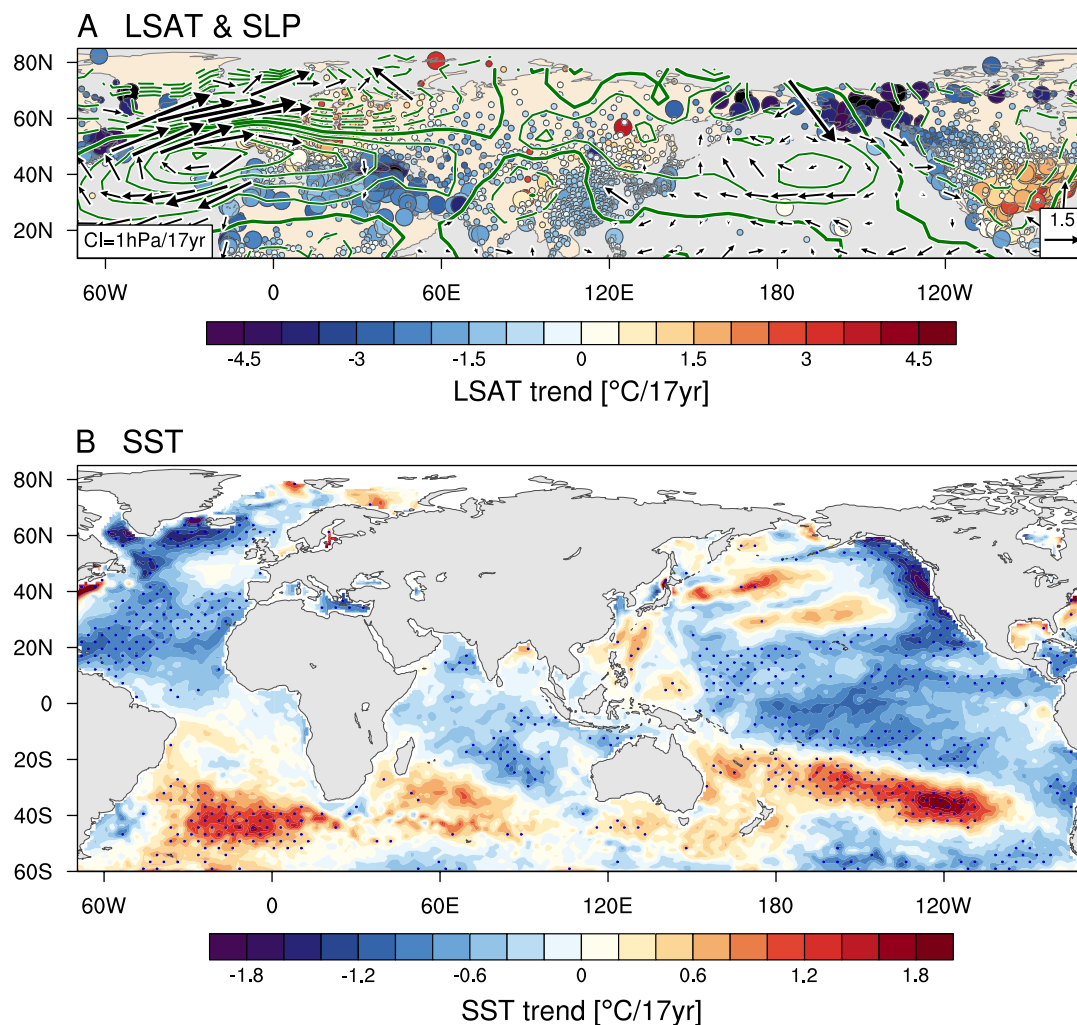 A LSAT & SLP
80N
60N
40N
20N
CI=1hPa/17yr
1.5
60W 0 60E 120E 180 120W
-4.5 -3 -1.5 0 1.5 3 4.5
LSAT trend [°C/17yr]
B SST
80N
60N
40N
20N
0
20S
40S
60S
60W 0 60E 120E 180 120W
-1.8 -1.2 -0.6 0 0.6 1.2 1.8
SST trend [°C/17yr]